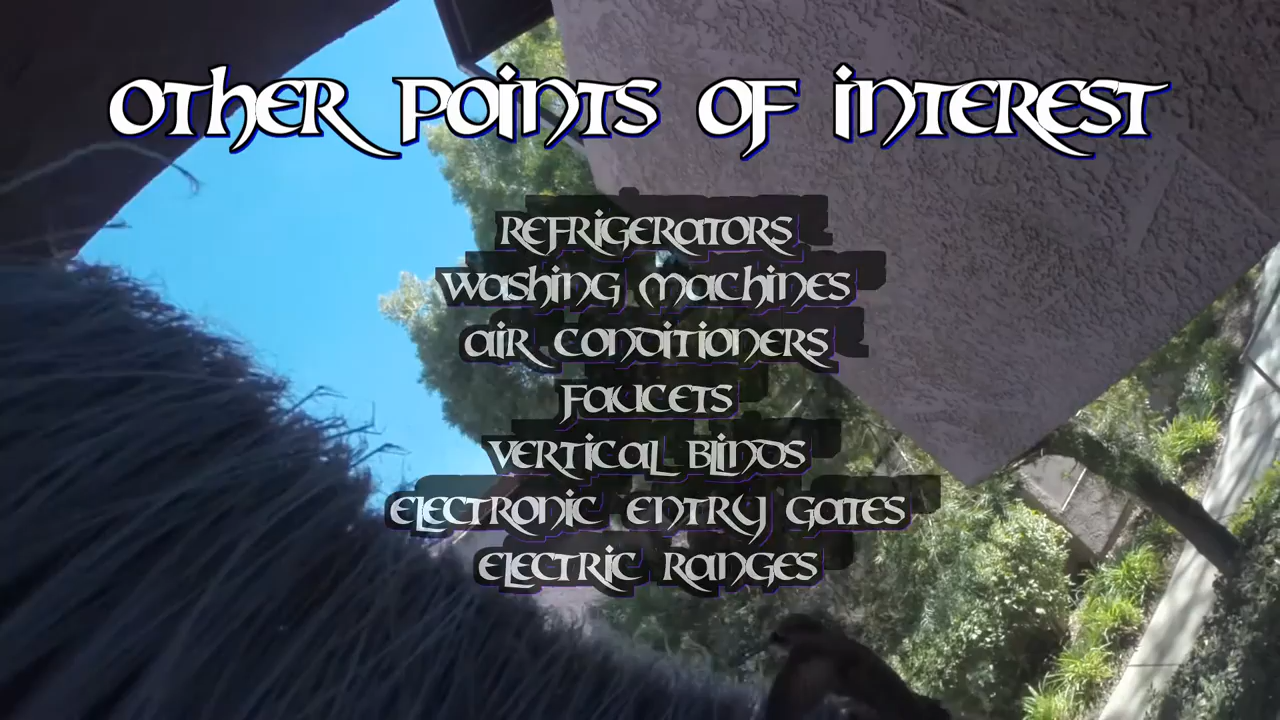 Other Points of Interest
Refrigerators
Washing Machines
Air Conditioners
Faucets
Vertical Blinds
Electronic Entry Gates
Electric Ranges